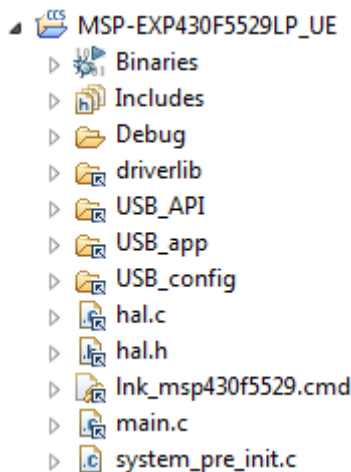 MSP-EXP430F5529LP_UE
Binaries
Includes
Debug
driverlib
USB_API
USB_app
USB_config
hal.c
hal.h
lnk_msp430f5529.cmd
main.c
system_pre_init.c